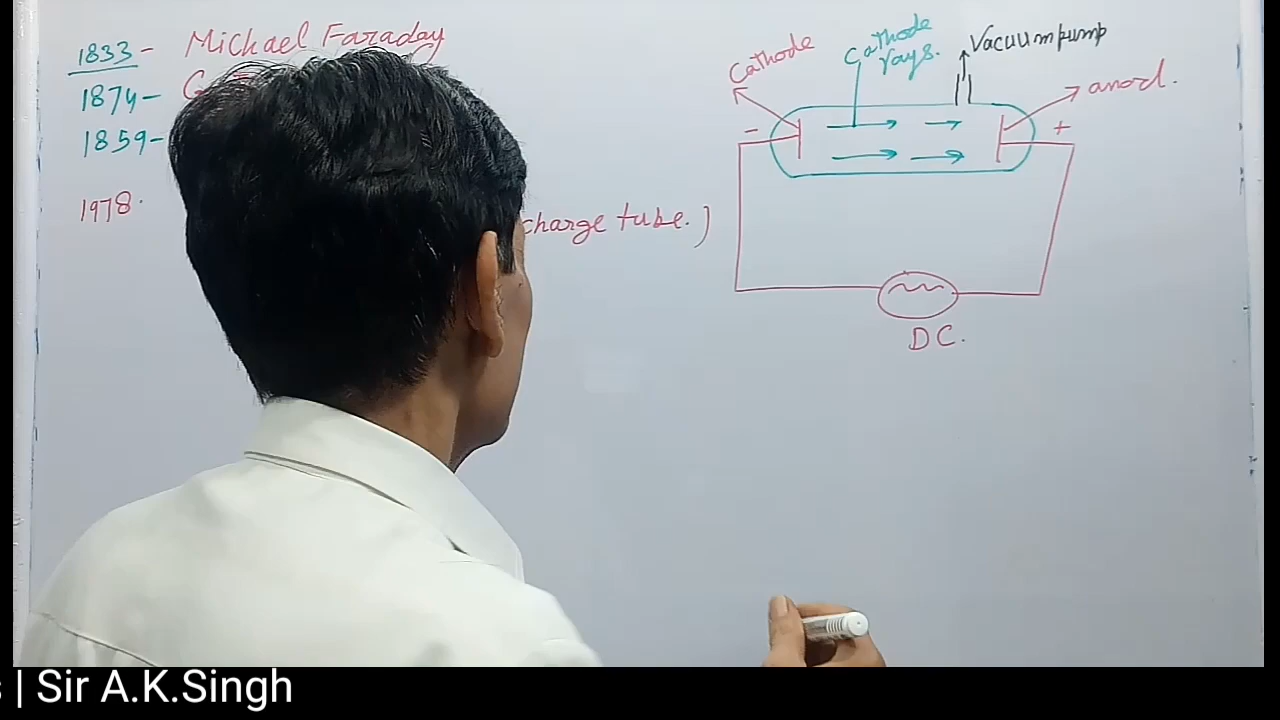 1833- Michael Faraday
1874- G
1859-
1978.
charge tube.)
Cathode
Cathode
rays.
Vacuum pump
anod.
-
+
DC.
| Sir A.K.Singh